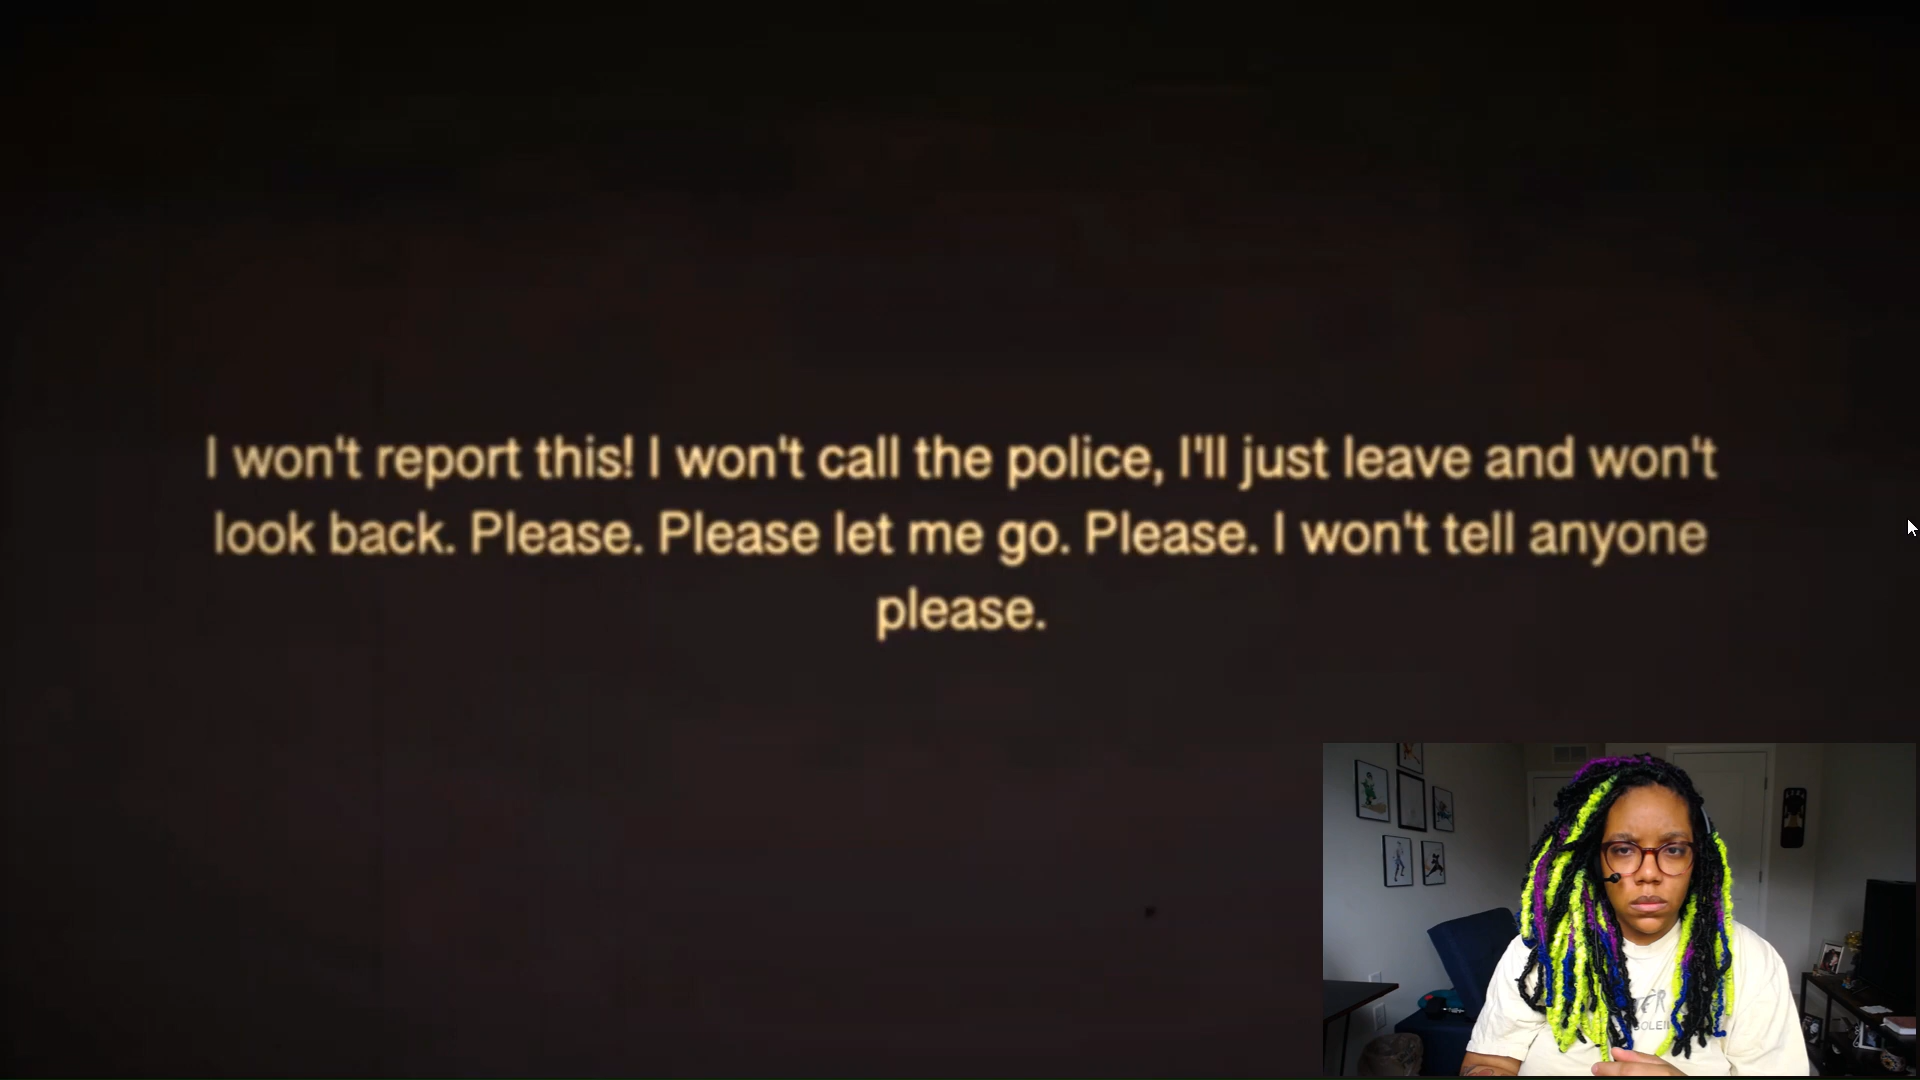 I won't report this! I won't call the police, I'll just leave and won't
look back. Please. Please let me go. Please. I won't tell anyone
please.